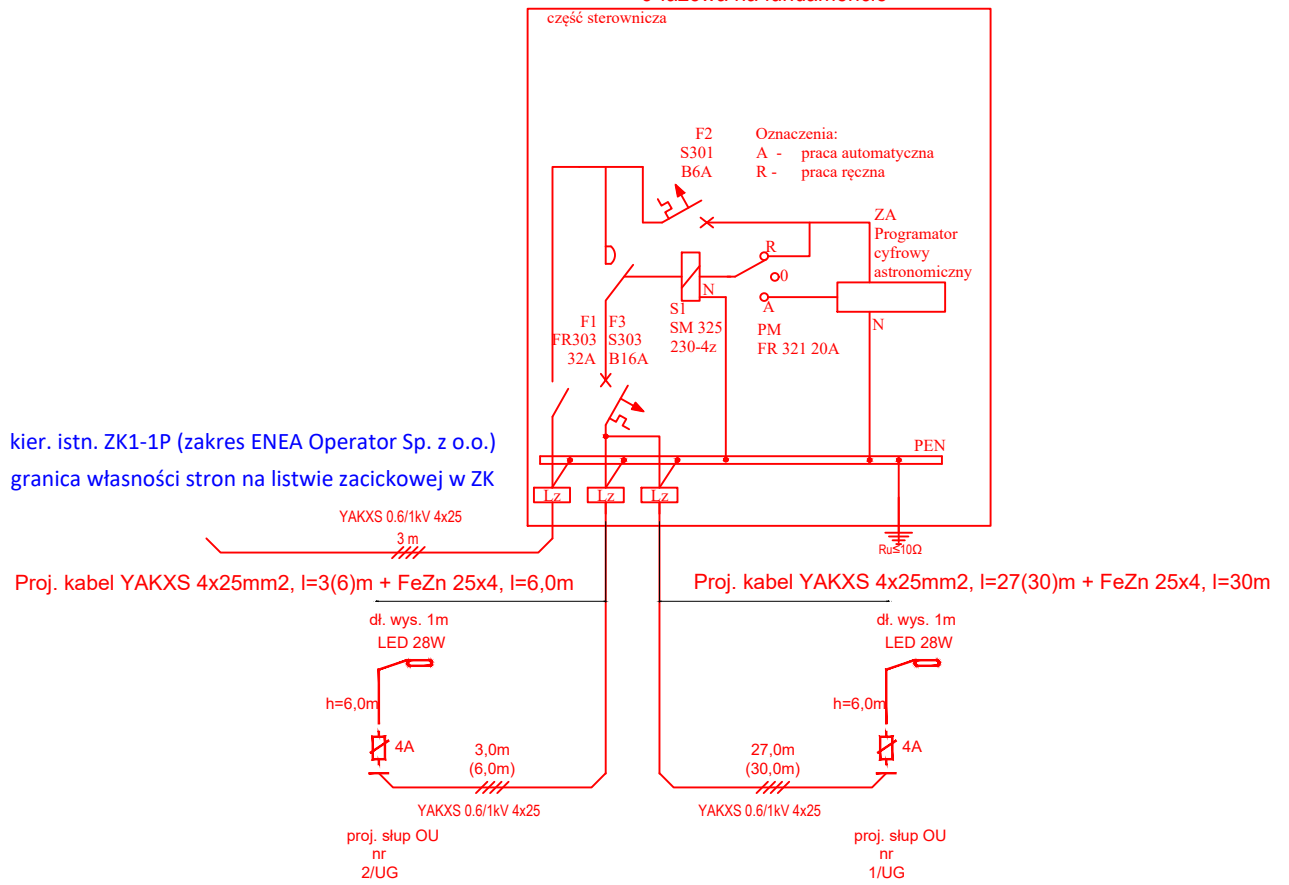 część sterownicza
F2
S301
B6A
Oznaczenia:
A - praca automatyczna
R - praca ręczna
ZA
Programator
cyfrowy
astronomiczny
R
0
A
N
N
S1
SM 325
230-4z
PM
FR 321 20A
F1
FR303
32A
F3
S303
B16A
PEN
kier. istn. ZK1-1P (zakres ENEA Operator Sp. z o.o.)
granica własności stron na listwie zacickowej w ZK
Lz
Lz
Lz
YAKXS 0.6/1kV 4x25
3 m
Ru≤10Ω
Proj. kabel YAKXS 4x25mm2, l=3(6)m + FeZn 25x4, l=6,0m
Proj. kabel YAKXS 4x25mm2, l=27(30)m + FeZn 25x4, l=30m
dł. wys. 1m
LED 28W
h=6,0m
4A
3,0m
(6,0m)
YAKXS 0.6/1kV 4x25
proj. słup OU
nr
2/UG
dł. wys. 1m
LED 28W
h=6,0m
4A
27,0m
(30,0m)
YAKXS 0.6/1kV 4x25
proj. słup OU
nr
1/UG